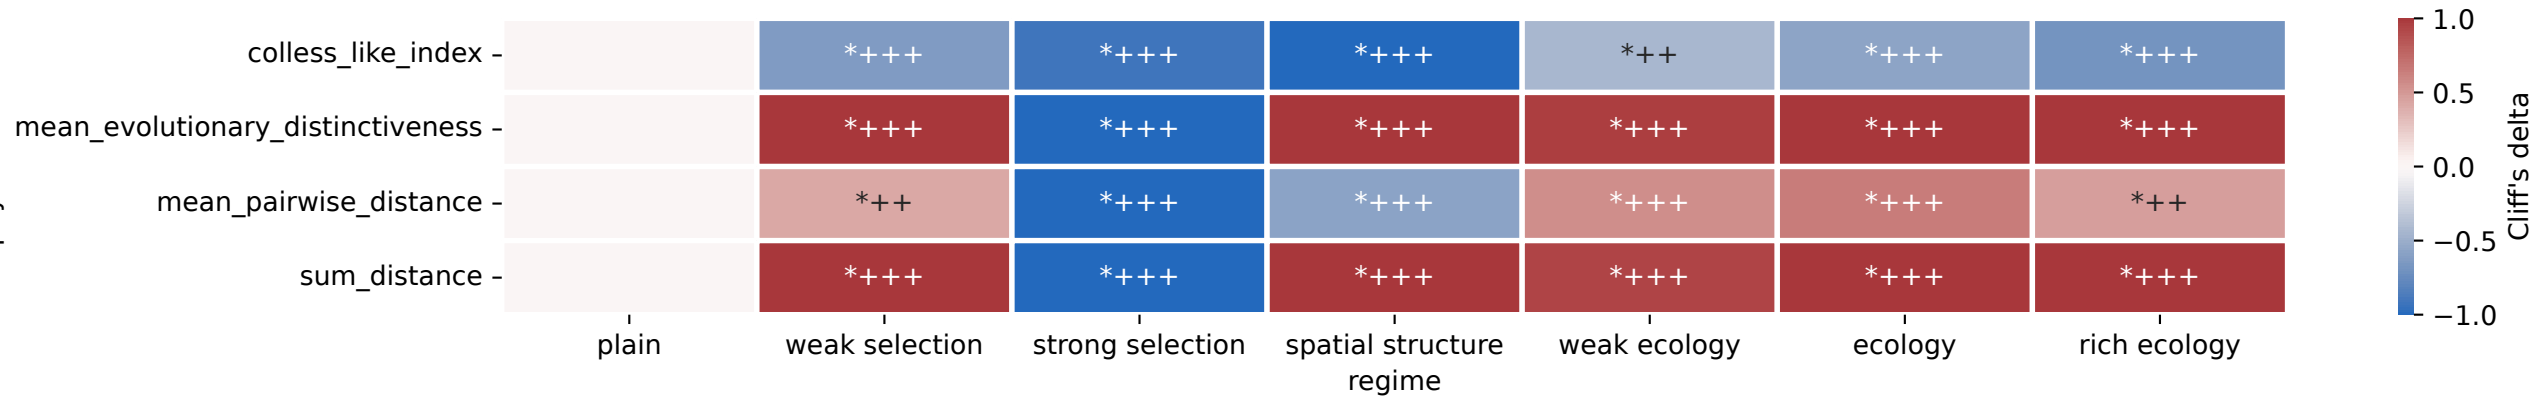 colless_like_index *+++ *+++ *+++ *++ *+++ *+++
mean_evolutionary_distinctiveness *+++ *+++ *+++ *+++ *+++ *+++
mean_pairwise_distance *++ *+++ *+++ *+++ *+++ *++
sum_distance *+++ *+++ *+++ *+++ *+++ *+++
plain weak selection strong selection spatial structure weak ecology ecology rich ecology
regime
1.0
0.5
0.0
−0.5
−1.0
Cliff's delta